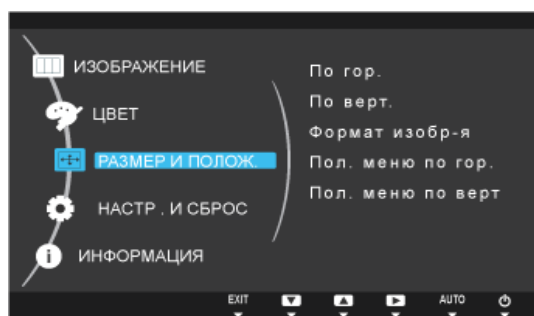 ИЗОБРАЖЕНИЕ
ЦВЕТ
РАЗМЕР И ПОЛОЖ.
НАСТР . И СБРОС
ИНФОРМАЦИЯ
По гор.
По верт.
Формат изобр-я
Пол. меню по гор.
Пол. меню по верт
EXIT AUTO